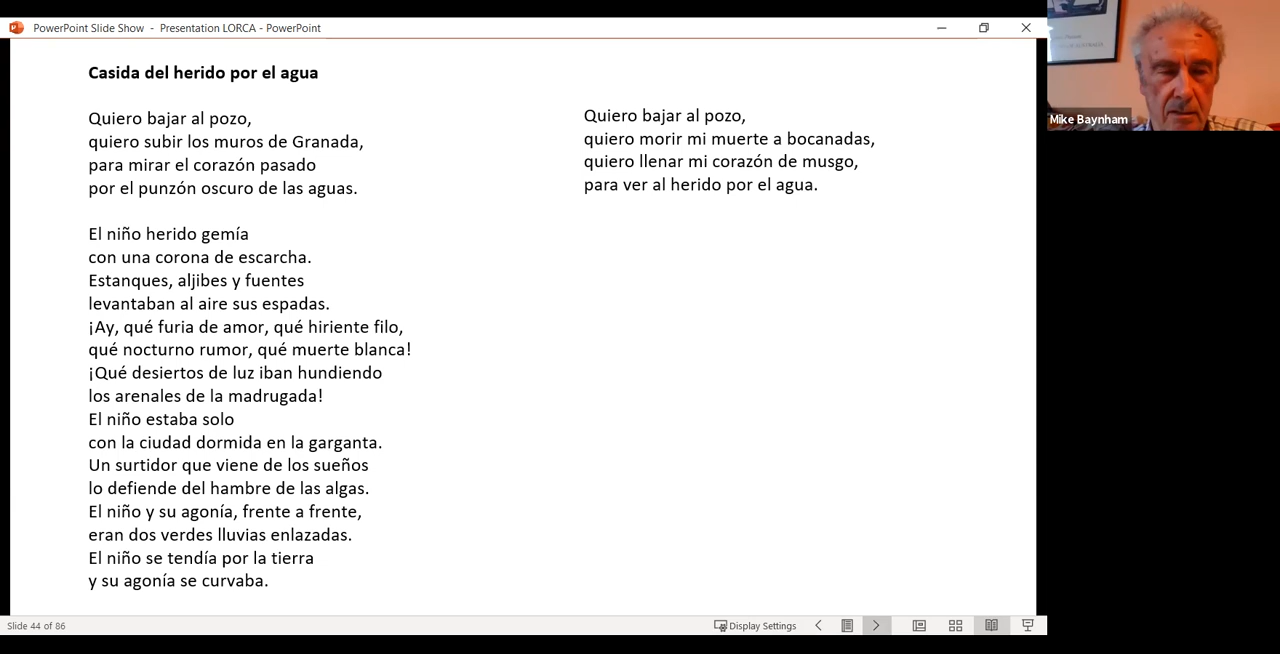 PowerPoint Slide Show - Presentation LORCA - PowerPoint
Casida del herido por el agua
Quiero bajar al pozo,
quiero subir los muros de Granada,
para mirar el corazón pasado
por el punzón oscuro de las aguas.
El niño herido gemía
con una corona de escarcha.
Estanques, aljibes y fuentes
levantaban al aire sus espadas.
¡Ay, qué furia de amor, qué hiriente filo,
qué nocturno rumor, qué muerte blanca!
¡Qué desiertos de luz iban hundiendo
los arenales de la madrugada!
El niño estaba solo
con la ciudad dormida en la garganta.
Un surtidor que viene de los sueños
lo defiende del hambre de las algas.
El niño y su agonía, frente a frente,
eran dos verdes lluvias enlazadas.
El niño se tendía por la tierra
y su agonía se curvaba.
Quiero bajar al pozo,
quiero morir mi muerte a bocanadas,
quiero llenar mi corazón de musgo,
para ver al herido por el agua.
Mike Baynham
Slide 44 of 86
Display Settings